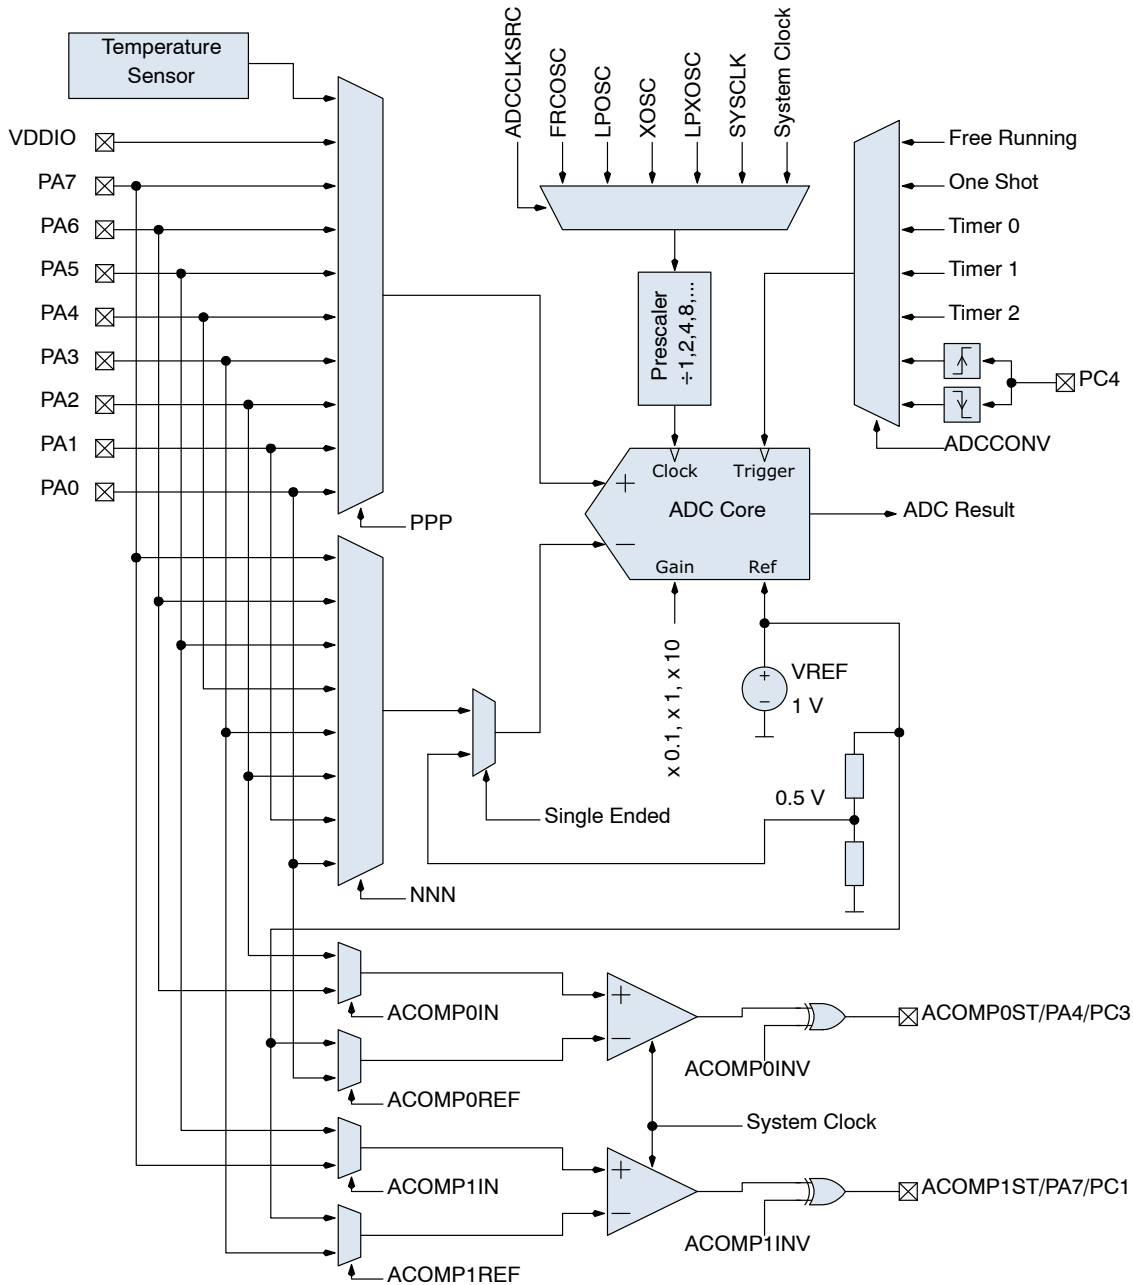 Temperature
Sensor
VDDIO
PA7
PA6
PA5
PA4
PA3
PA2
PA1
PA0
PPP
ADCCLKSRC
FRCOSC
LPOSC
XOSC
LPXOSC
SYSCLK
System Clock
Prescaler
÷1,2,4,8,...
Free Running
One Shot
Timer 0
Timer 1
Timer 2
PC4
ADCCONV
Clock
Trigger
+
ADC Core
ADC Result
−
Gain
Ref
x 0.1, x 1, x 10
+
VREF
−
1 V
0.5 V
Single Ended
NNN
ACOMP0IN
+
−
ACOMP0ST/PA4/PC3
ACOMP0INV
ACOMP0REF
System Clock
ACOMP1IN
+
−
ACOMP1ST/PA7/PC1
ACOMP1INV
ACOMP1REF